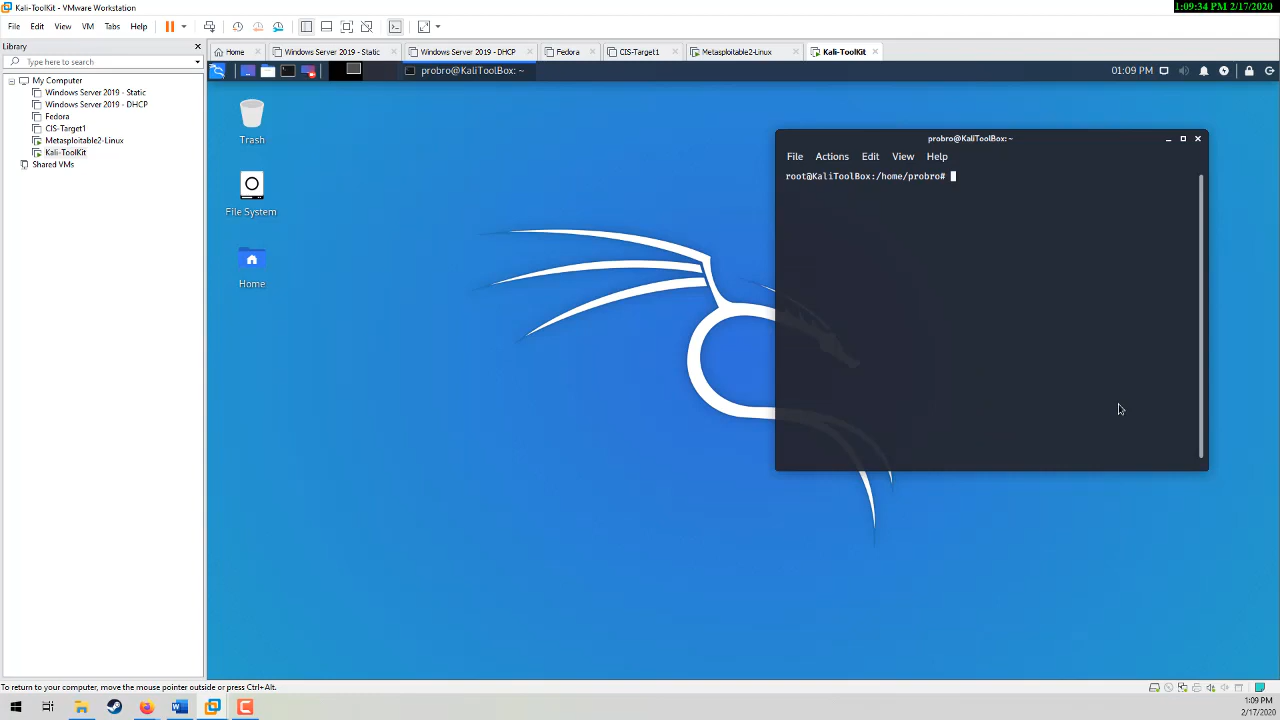 Kali-ToolKit - VMware Workstation
1:09:34 PM 2/17/2020
File Edit View VM Tabs Help
Library
Type here to search
My Computer
Windows Server 2019 - Static
Windows Server 2019 - DHCP
Fedora
CIS-Target1
Metasploitable2-Linux
Kali-ToolKit
Shared VMs
Home Windows Server 2019 - Static Windows Server 2019 - DHCP Fedora CIS-Target1 Metasploitable2-Linux Kali-ToolKit
probro@KaliToolBox: ~ 01:09 PM
Trash
File System
Home
probro@KaliToolBox: ~
File Actions Edit View Help
root@KaliToolBox:/home/probro#
To return to your computer, move the mouse pointer outside or press Ctrl+Alt.
1:09 PM
2/17/2020